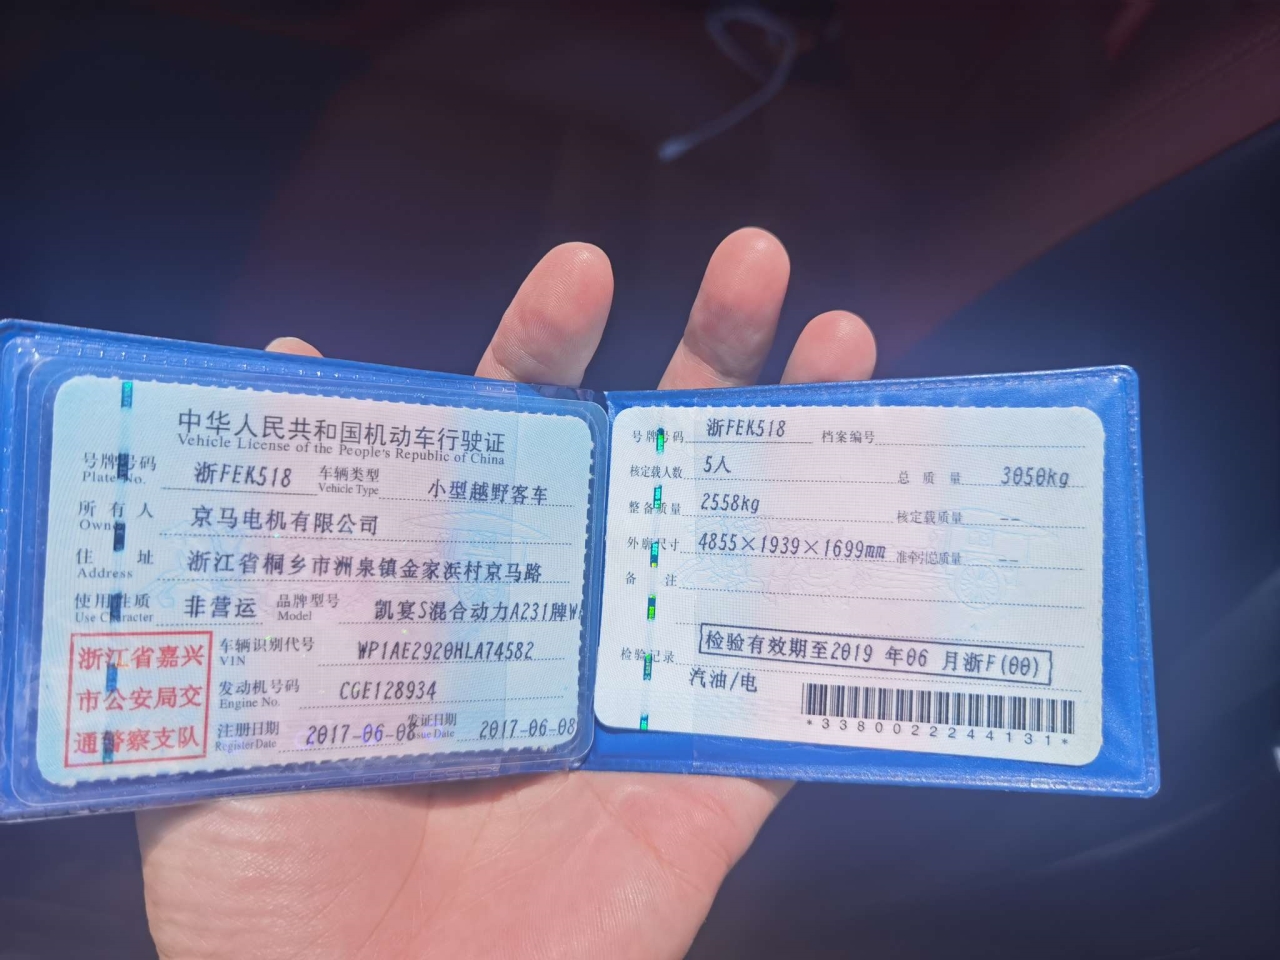 中华人民共和国机动车行驶证
Vehicle License of the People's Republic of China
号牌号码 浙FEK518 车辆类型 小型越野客车
Plate No. Vehicle Type
所有人 京马电机有限公司
Owner
住址 浙江省桐乡市洲泉镇金家浜村京马路
Address
使用性质 非营运 品牌型号 凯宴S混合动力A231牌W
Use Character Model
浙江省嘉兴
市公安局交
通警察支队
车辆识别代号 WP1AE2920HLA74582
VIN
发动机号码 CGE128934
Engine No.
注册日期 2017-06-08 发证日期 2017-06-08
Register Date Issue Date
号牌号码 浙FEK518 档案编号
核定载人数 5人 总质量 3050kg
整备质量 2558kg 核定载质量 --
外廓尺寸 4855×1939×1699mm 准牵引总质量 --
备注
检验记录 检验有效期至2019年06月浙F(00)
汽油/电
*3380022244131*